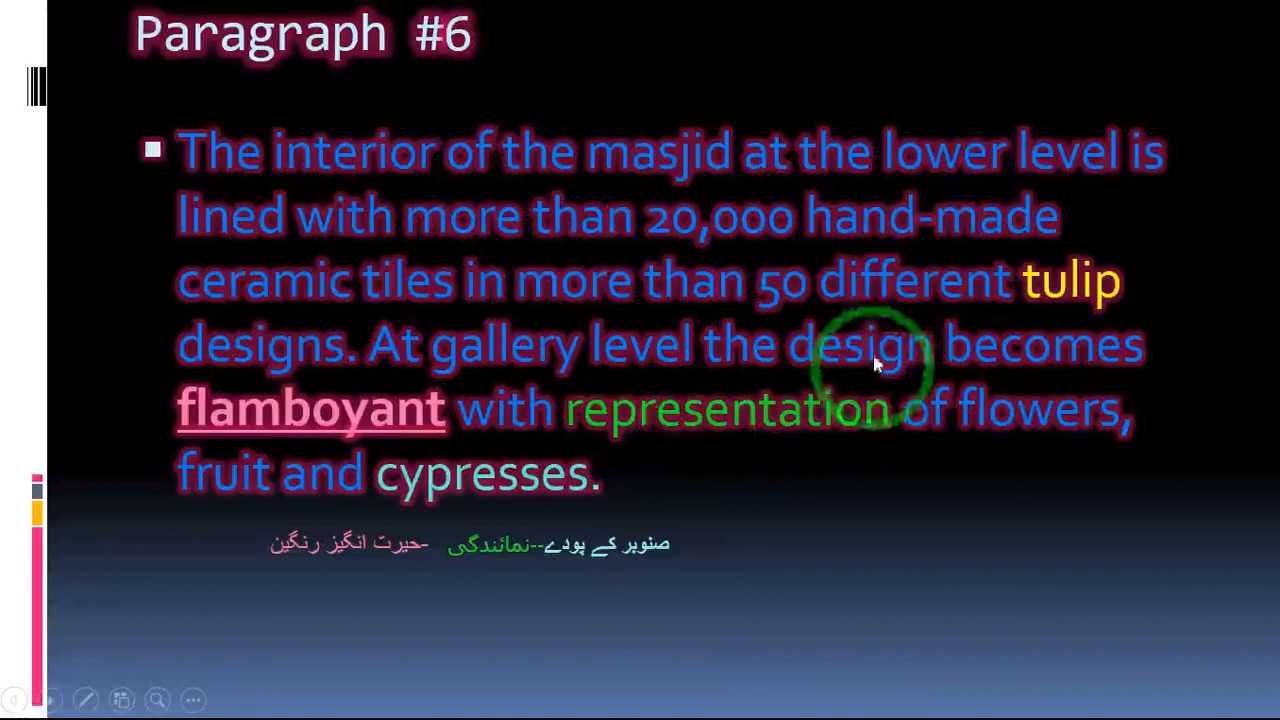 Paragraph #6
The interior of the masjid at the lower level is
lined with more than 20,000 hand-made
ceramic tiles in more than 50 different tulip
designs. At gallery level the design becomes
flamboyant with representation of flowers,
fruit and cypresses.
صنوبر کے پودے--نمائندگی -حیرت انگیز رنگین